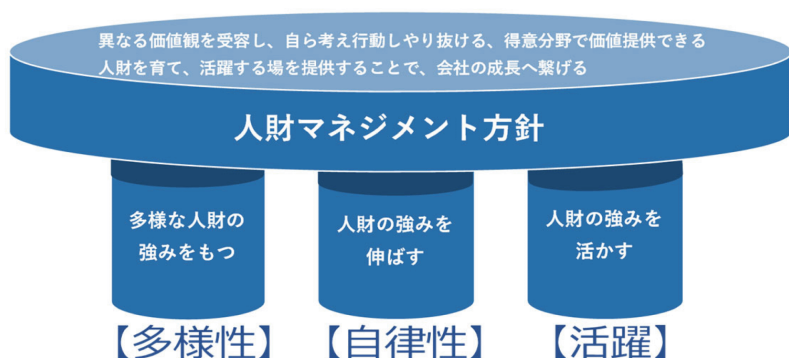 異なる価値観を受容し、自ら考え行動しやり抜ける、得意分野で価値提供できる
人財を育て、活躍する場を提供することで、会社の成長へ繋げる
人財マネジメント方針
多様な人財の
強みをもつ
人財の強みを
伸ばす
人財の強みを
活かす
【多様性】
【自律性】
【活躍】